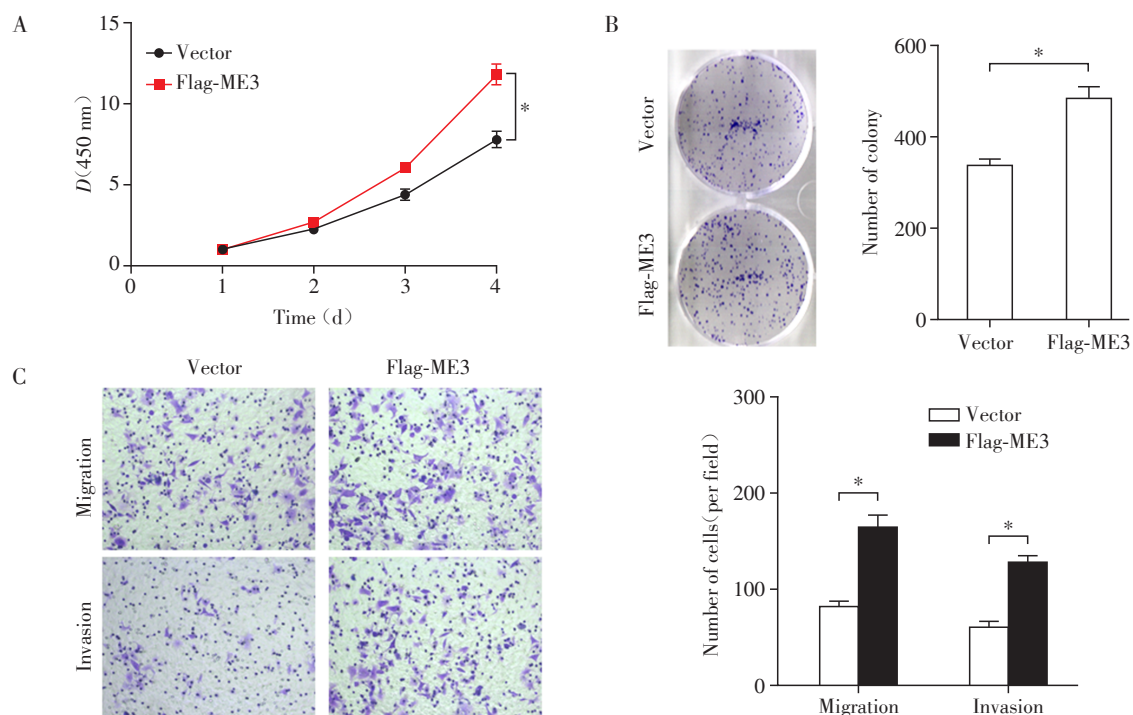 A
15
10
5
0
D(450 nm)
Vector
Flag-ME3
*
0
1
2
3
4
Time (d)
B
Vector
Flag-ME3
600
400
200
0
Number of colony
*
Vector
Flag-ME3
C
Vector
Flag-ME3
Migration
Invasion
300
200
100
0
Number of cells(per field)
Vector
Flag-ME3
*
*
Migration
Invasion